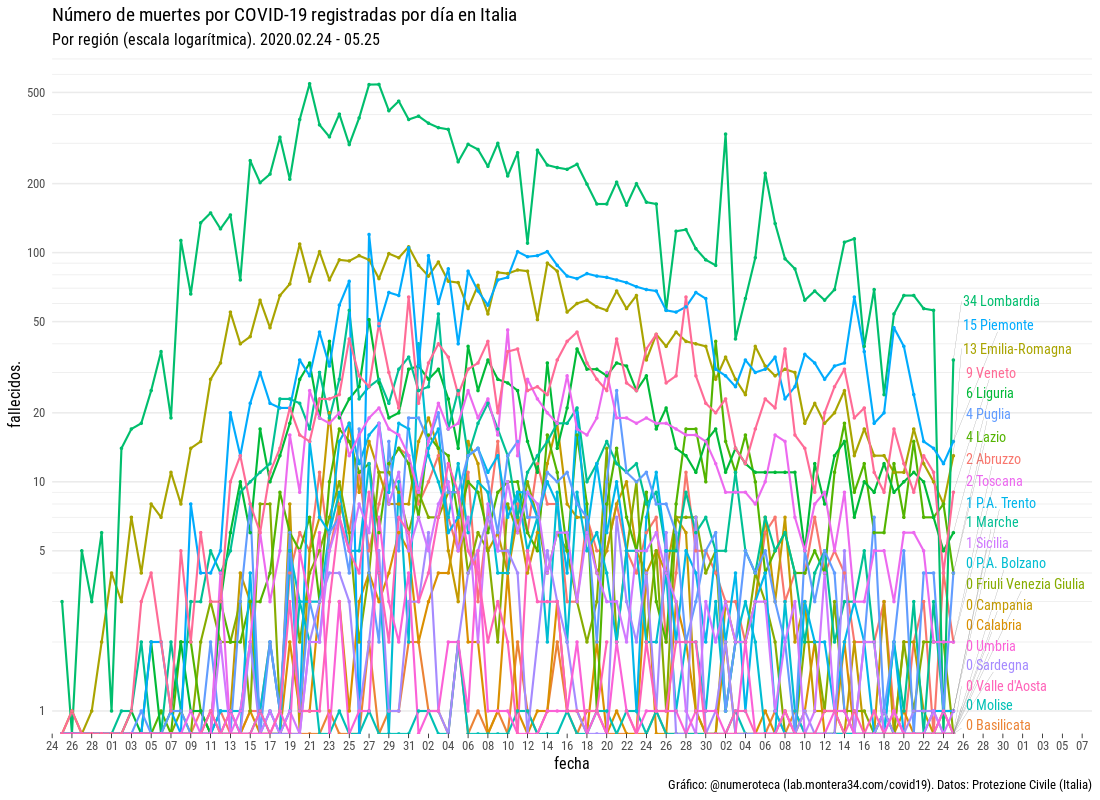 Número de muertes por COVID-19 registradas por día en Italia
Por región (escala logarítmica). 2020.02.24 - 05.25
fallecidos.
500
200
100
50
20
10
5
1
34 Lombardia
15 Piemonte
13 Emilia-Romagna
9 Veneto
6 Liguria
4 Puglia
4 Lazio
2 Abruzzo
2 Toscana
1 P.A. Trento
1 Marche
1 Sicilia
0 P.A. Bolzano
0 Friuli Venezia Giulia
0 Campania
0 Calabria
0 Umbria
0 Sardegna
0 Valle d'Aosta
0 Molise
0 Basilicata
24 26 28 01 03 05 07 09 11 13 15 17 19 21 23 25 27 29 31 02 04 06 08 10 12 14 16 18 20 22 24 26 28 30 02 04 06 08 10 12 14 16 18 20 22 24 26 28 30 01 03 05 07
fecha
Gráfico: @numeroteca (lab.montera34.com/covid19). Datos: Protezione Civile (Italia)